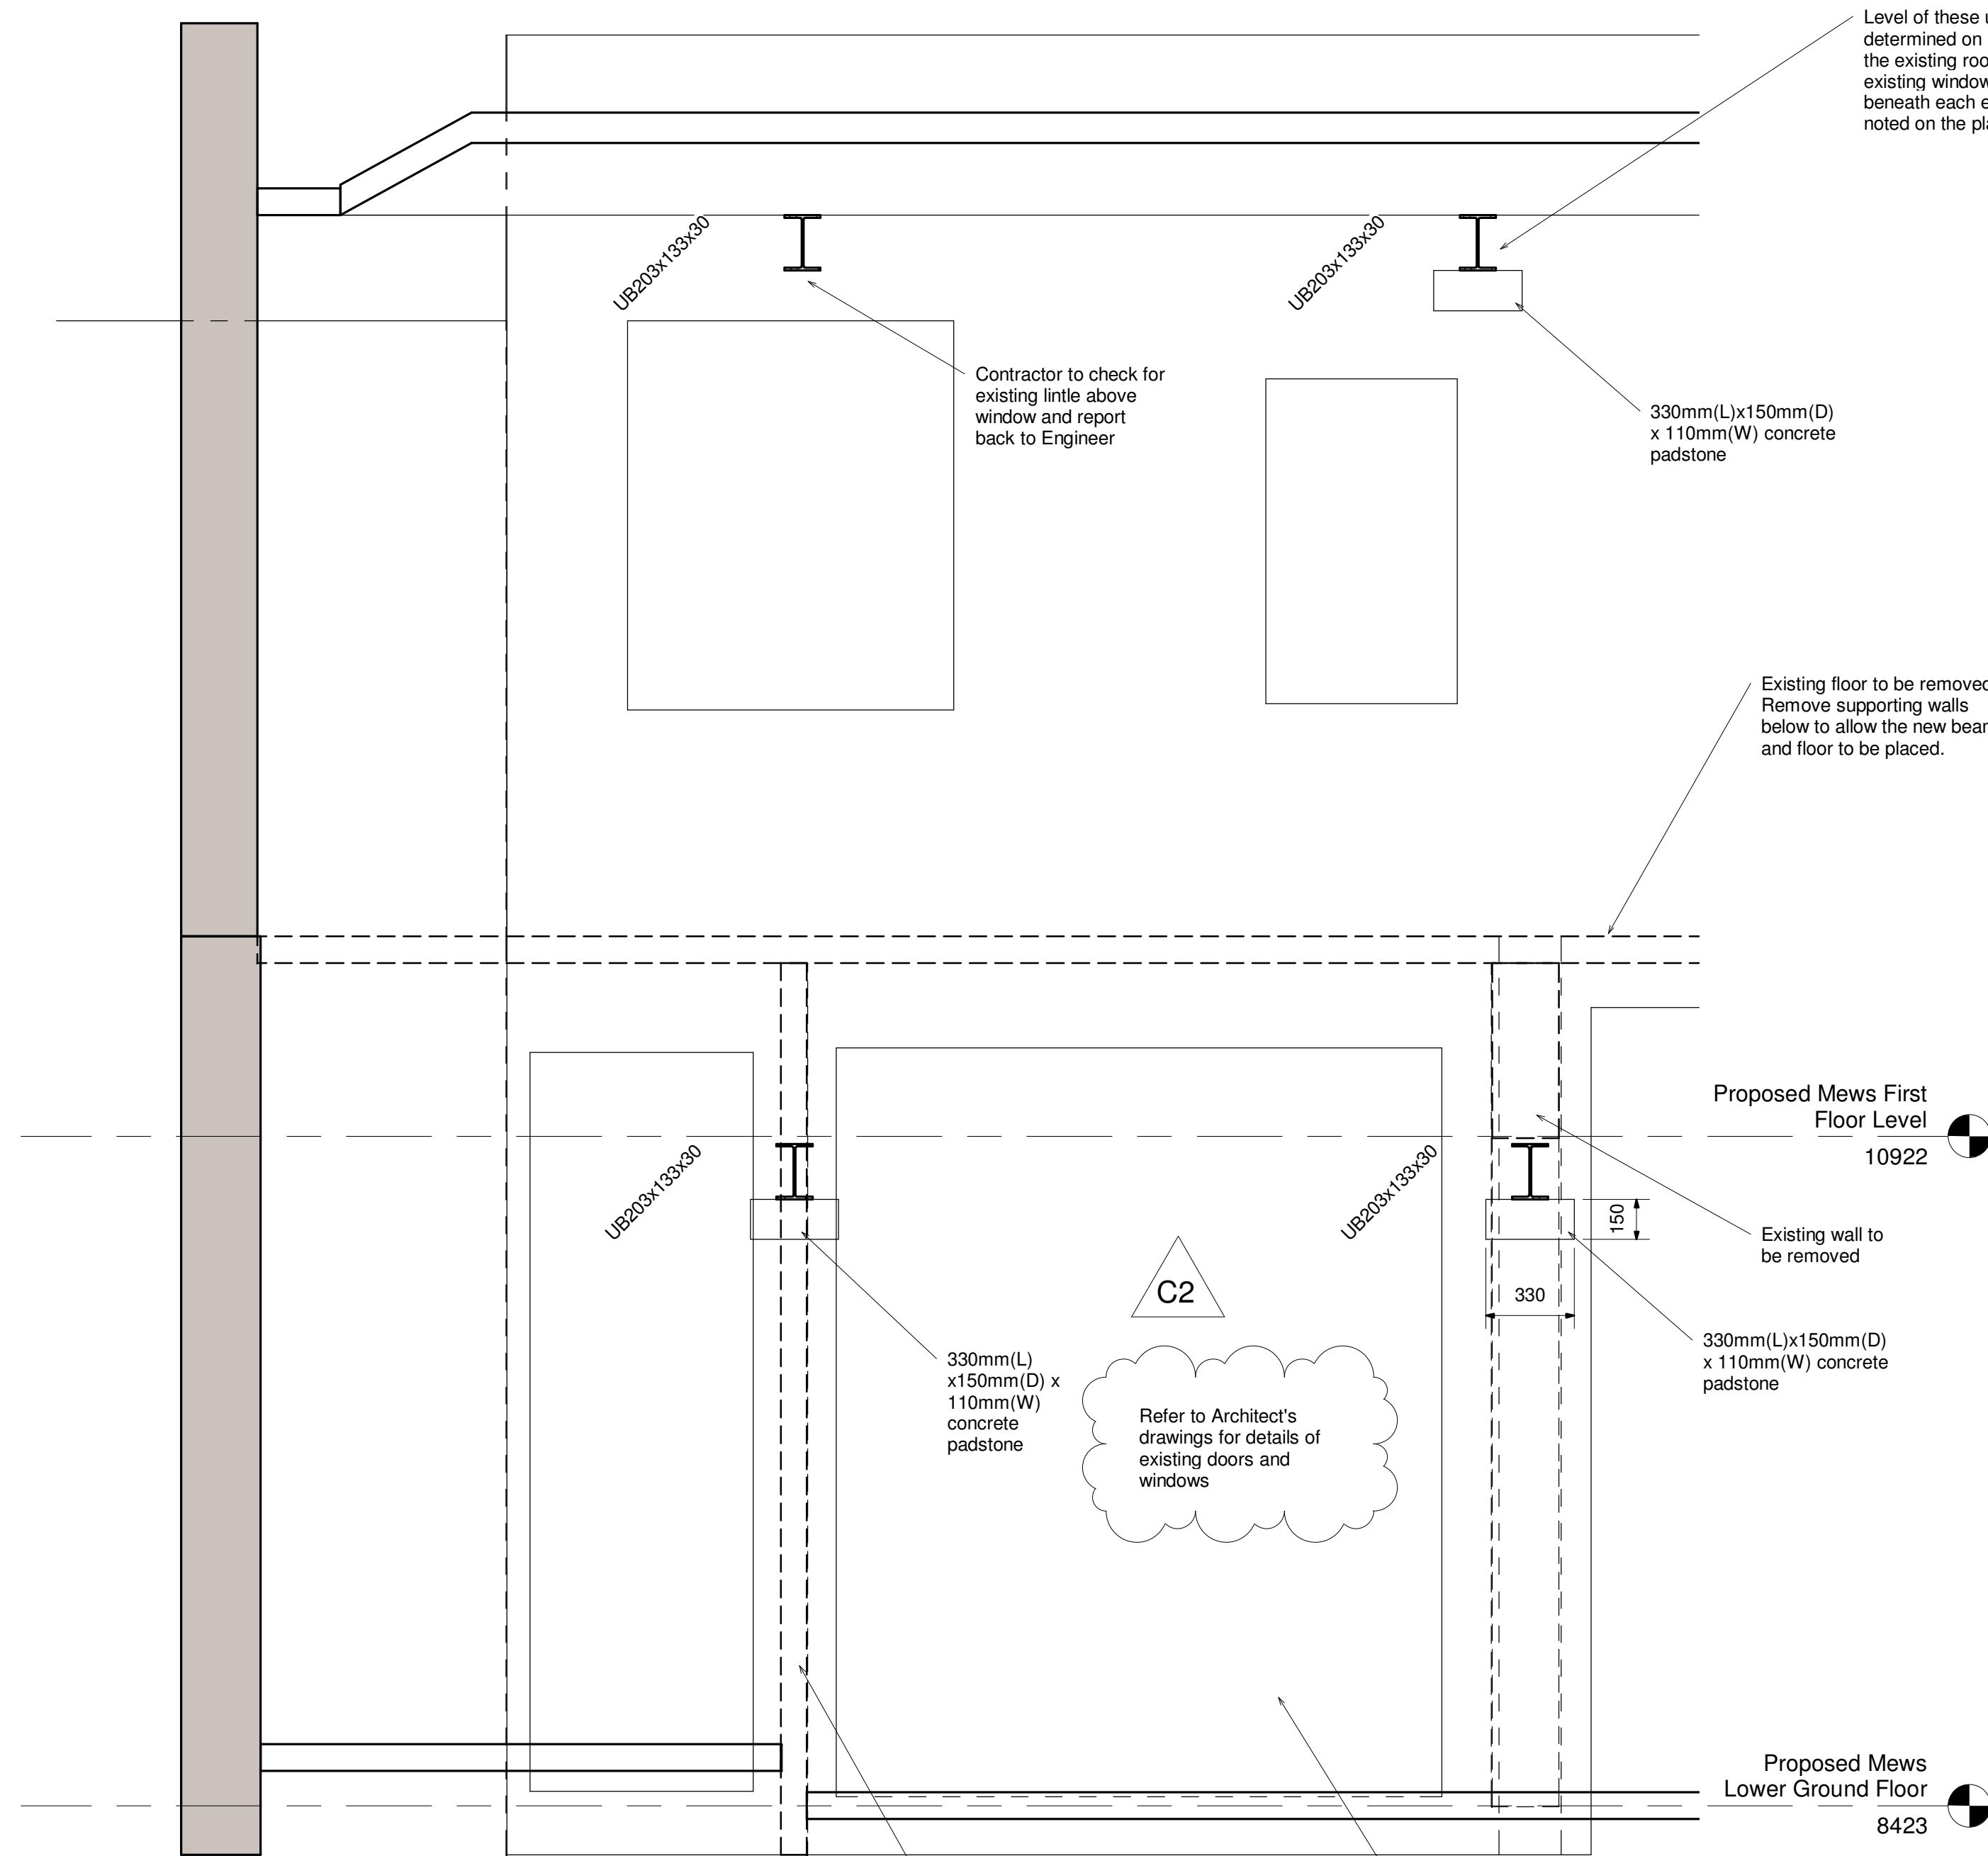 Level of these
determined on
the existing
existing window
beneath each
noted on the
UB203x133x30
UB203x133x30
Contractor to check for
existing lintle above
window and report
back to Engineer
330mm(L)x150mm(D)
x 110mm(W) concrete
padstone
Existing floor to be removed
Remove supporting walls
below to allow the new
and floor to be placed.
Proposed Mews First
Floor Level
10922
UB203x133x30
UB203x133x30
150
Existing wall to
be removed
C2
330
330mm(L)x150mm(D)
x 110mm(W) concrete
padstone
330mm(L)
x150mm(D) x
110mm(W)
concrete
padstone
Refer to Architect's
drawings for details of
existing doors and
windows
Proposed Mews
Lower Ground Floor
8423